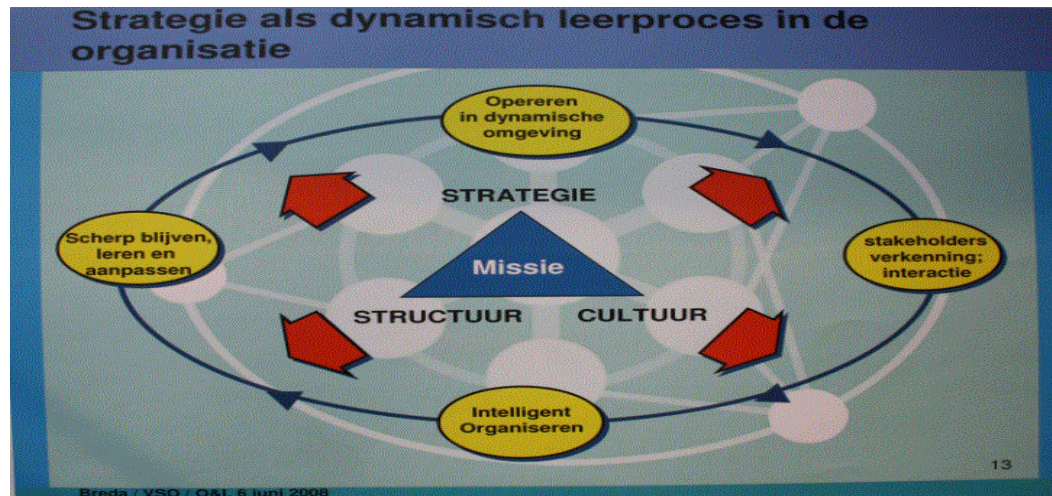 Strategie als dynamisch leerproces in de
organisatie
Opereren
in dynamische
omgeving
STRATEGIE
Scherp blijven,
leren en
aanpassen
stakeholders
verkenning;
interactie
Missie
STRUCTUUR
CULTUUR
Intelligent
Organiseren
13
Breda / VSO / O&I, 6 juni 2008